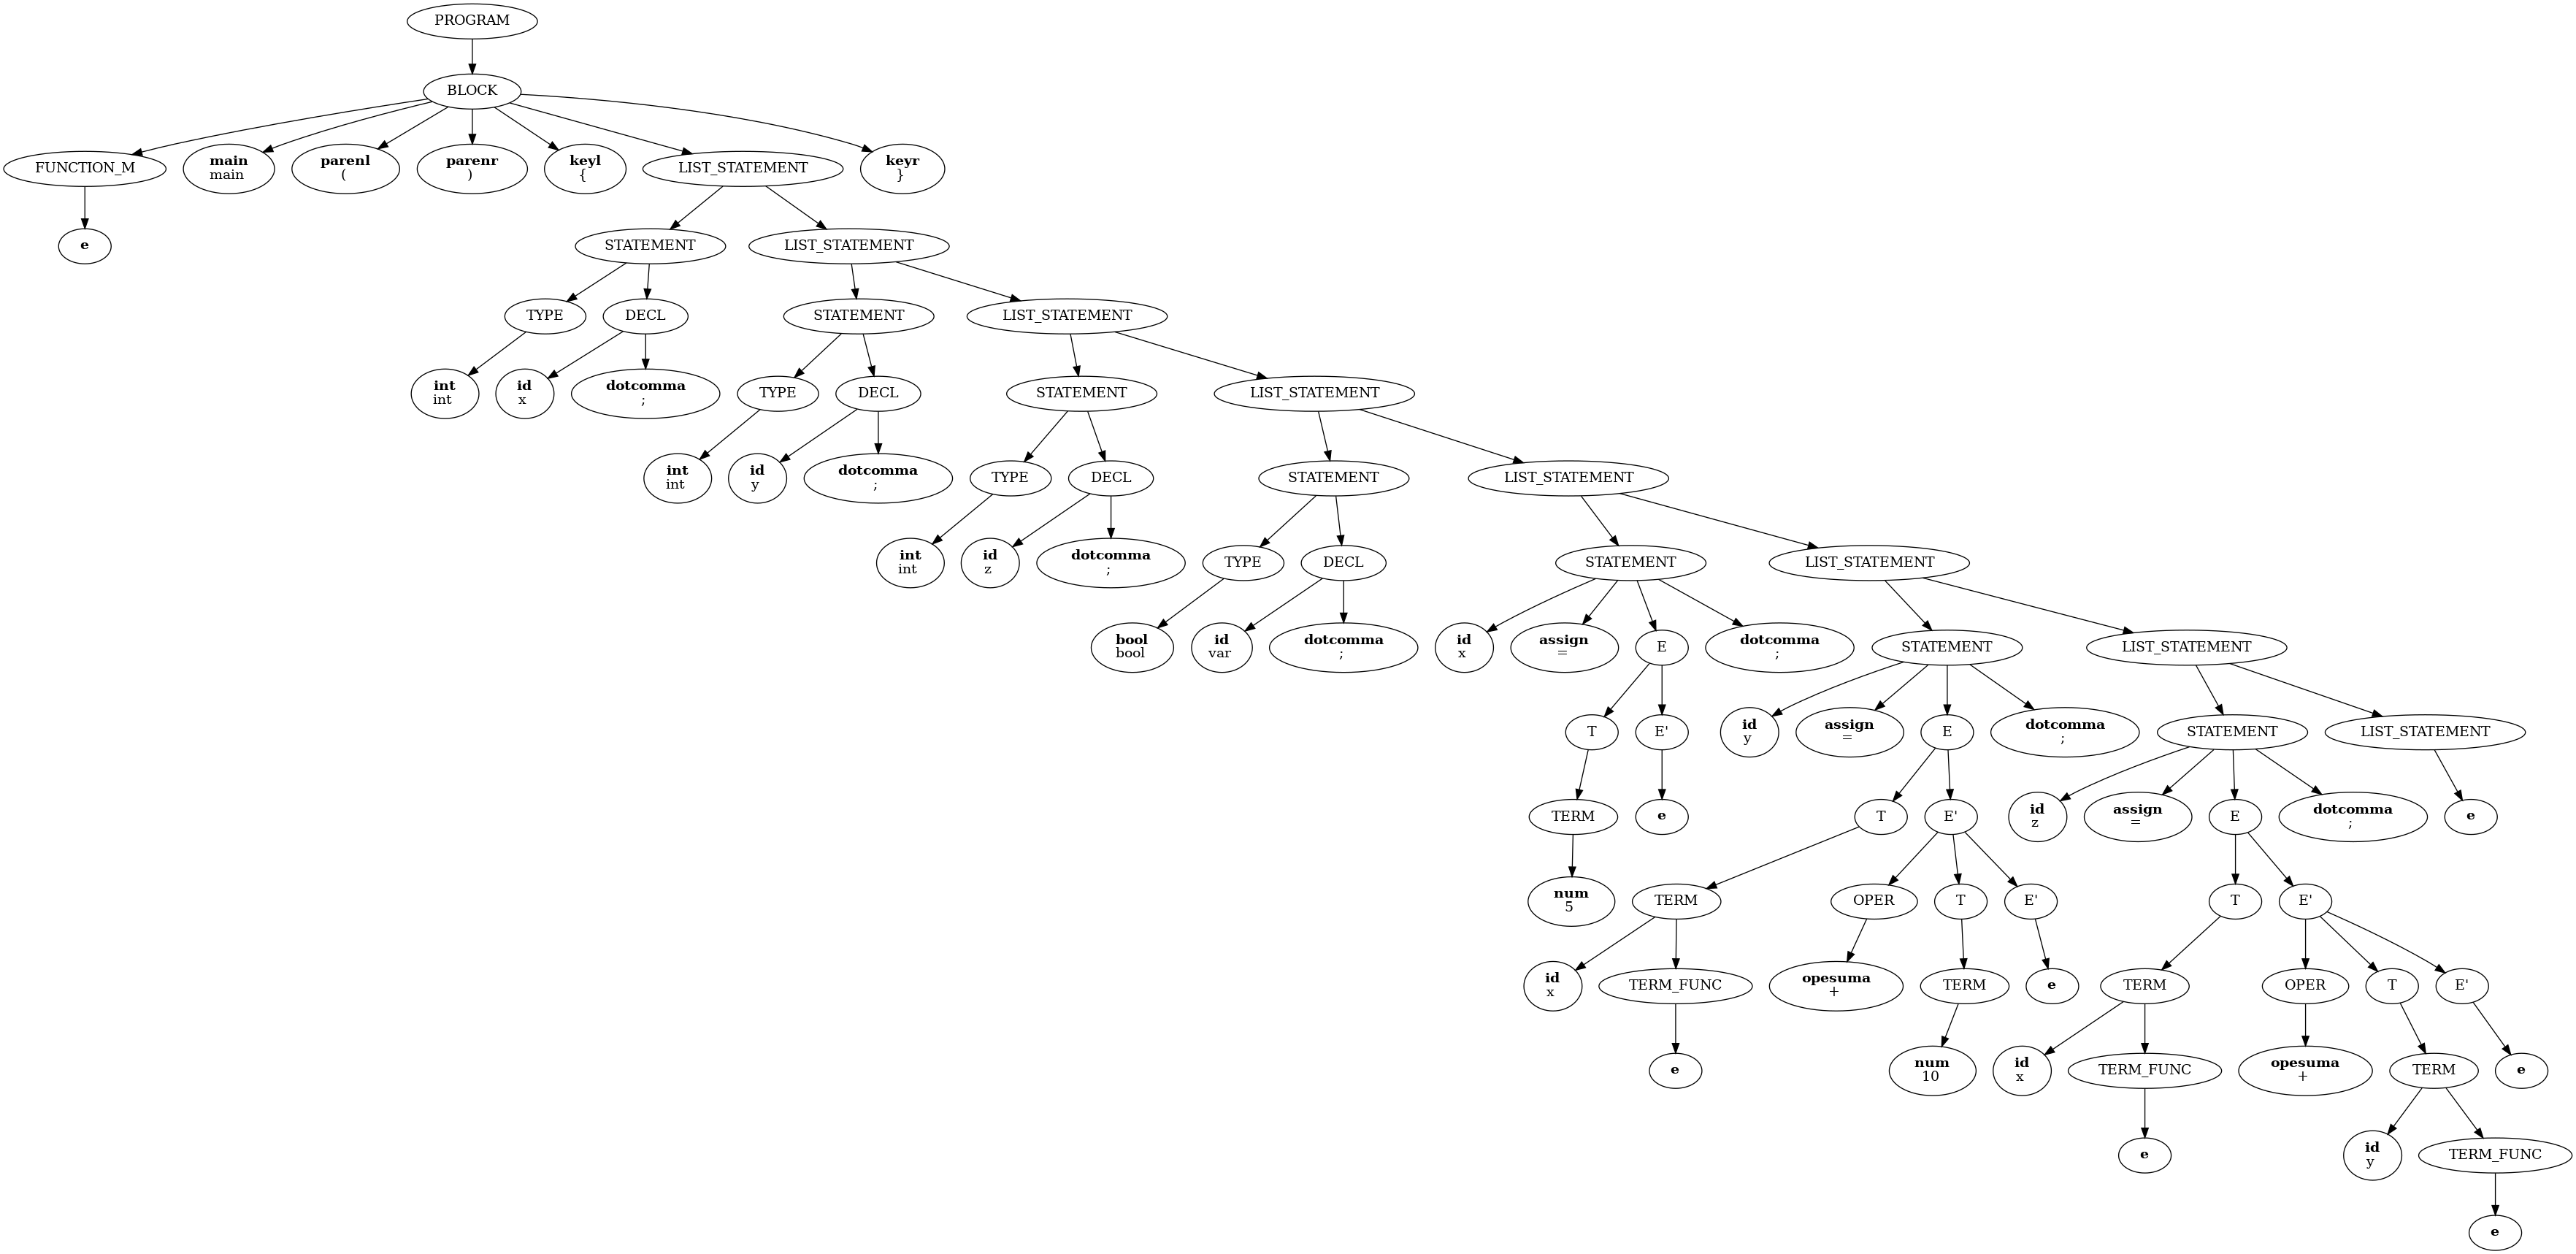 PROGRAM
BLOCK
FUNCTION_M
main
main
parenl
(
parenr
)
keyl
{
LIST_STATEMENT
keyr
}
e
STATEMENT
LIST_STATEMENT
TYPE
DECL
STATEMENT
LIST_STATEMENT
int
int
id
x
dotcomma
;
TYPE
DECL
STATEMENT
LIST_STATEMENT
int
int
id
y
dotcomma
;
TYPE
DECL
STATEMENT
LIST_STATEMENT
int
int
id
z
dotcomma
;
TYPE
DECL
STATEMENT
LIST_STATEMENT
bool
bool
id
var
dotcomma
;
id
x
assign
=
E
dotcomma
;
STATEMENT
LIST_STATEMENT
T
E'
id
y
assign
=
E
dotcomma
;
STATEMENT
LIST_STATEMENT
TERM
e
T
E'
id
z
assign
=
E
dotcomma
;
e
num
5
TERM
OPER
T
E'
T
E'
id
x
TERM_FUNC
opesuma
+
TERM
e
TERM
OPER
T
E'
e
num
10
id
x
TERM_FUNC
opesuma
+
TERM
e
e
id
y
TERM_FUNC
e